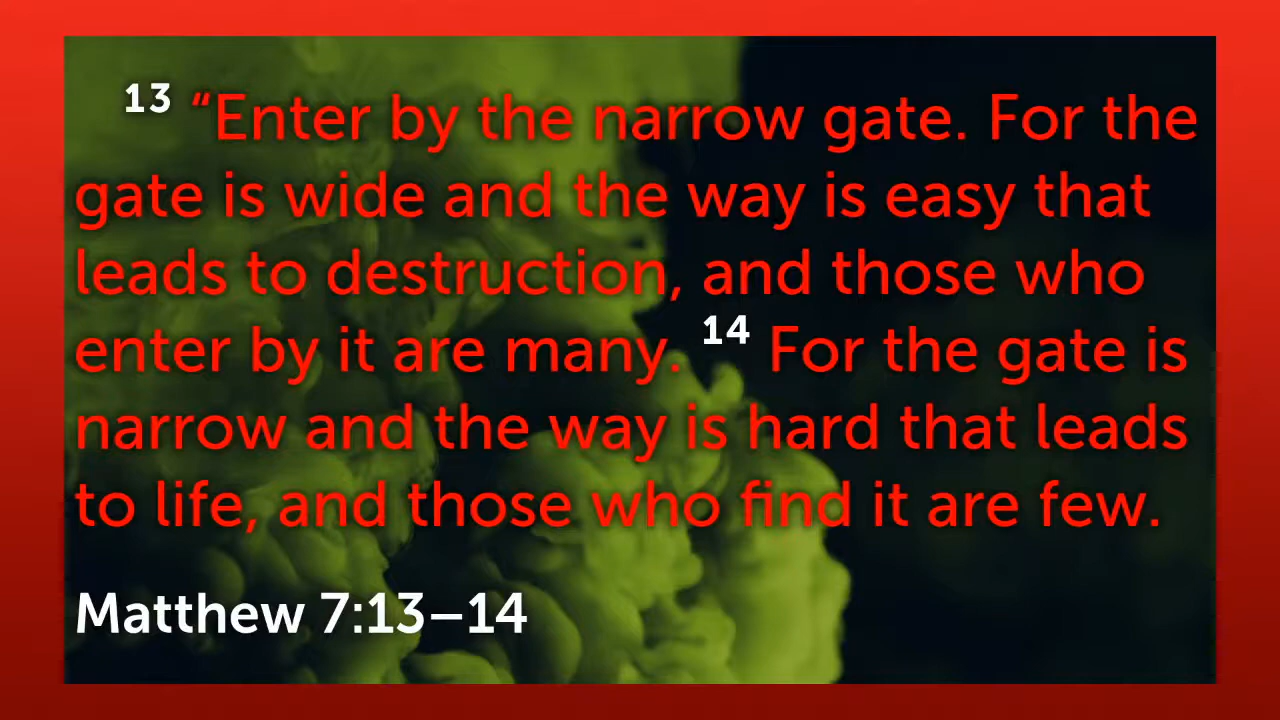 13 “Enter by the narrow gate. For the
gate is wide and the way is easy that
leads to destruction, and those who
enter by it are many. 14 For the gate is
narrow and the way is hard that leads
to life, and those who find it are few.
Matthew 7:13–14